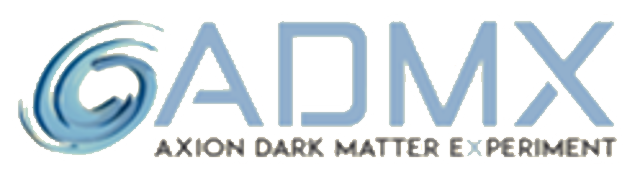 ADMX
AXION DARK MATTER EXPERIMENT